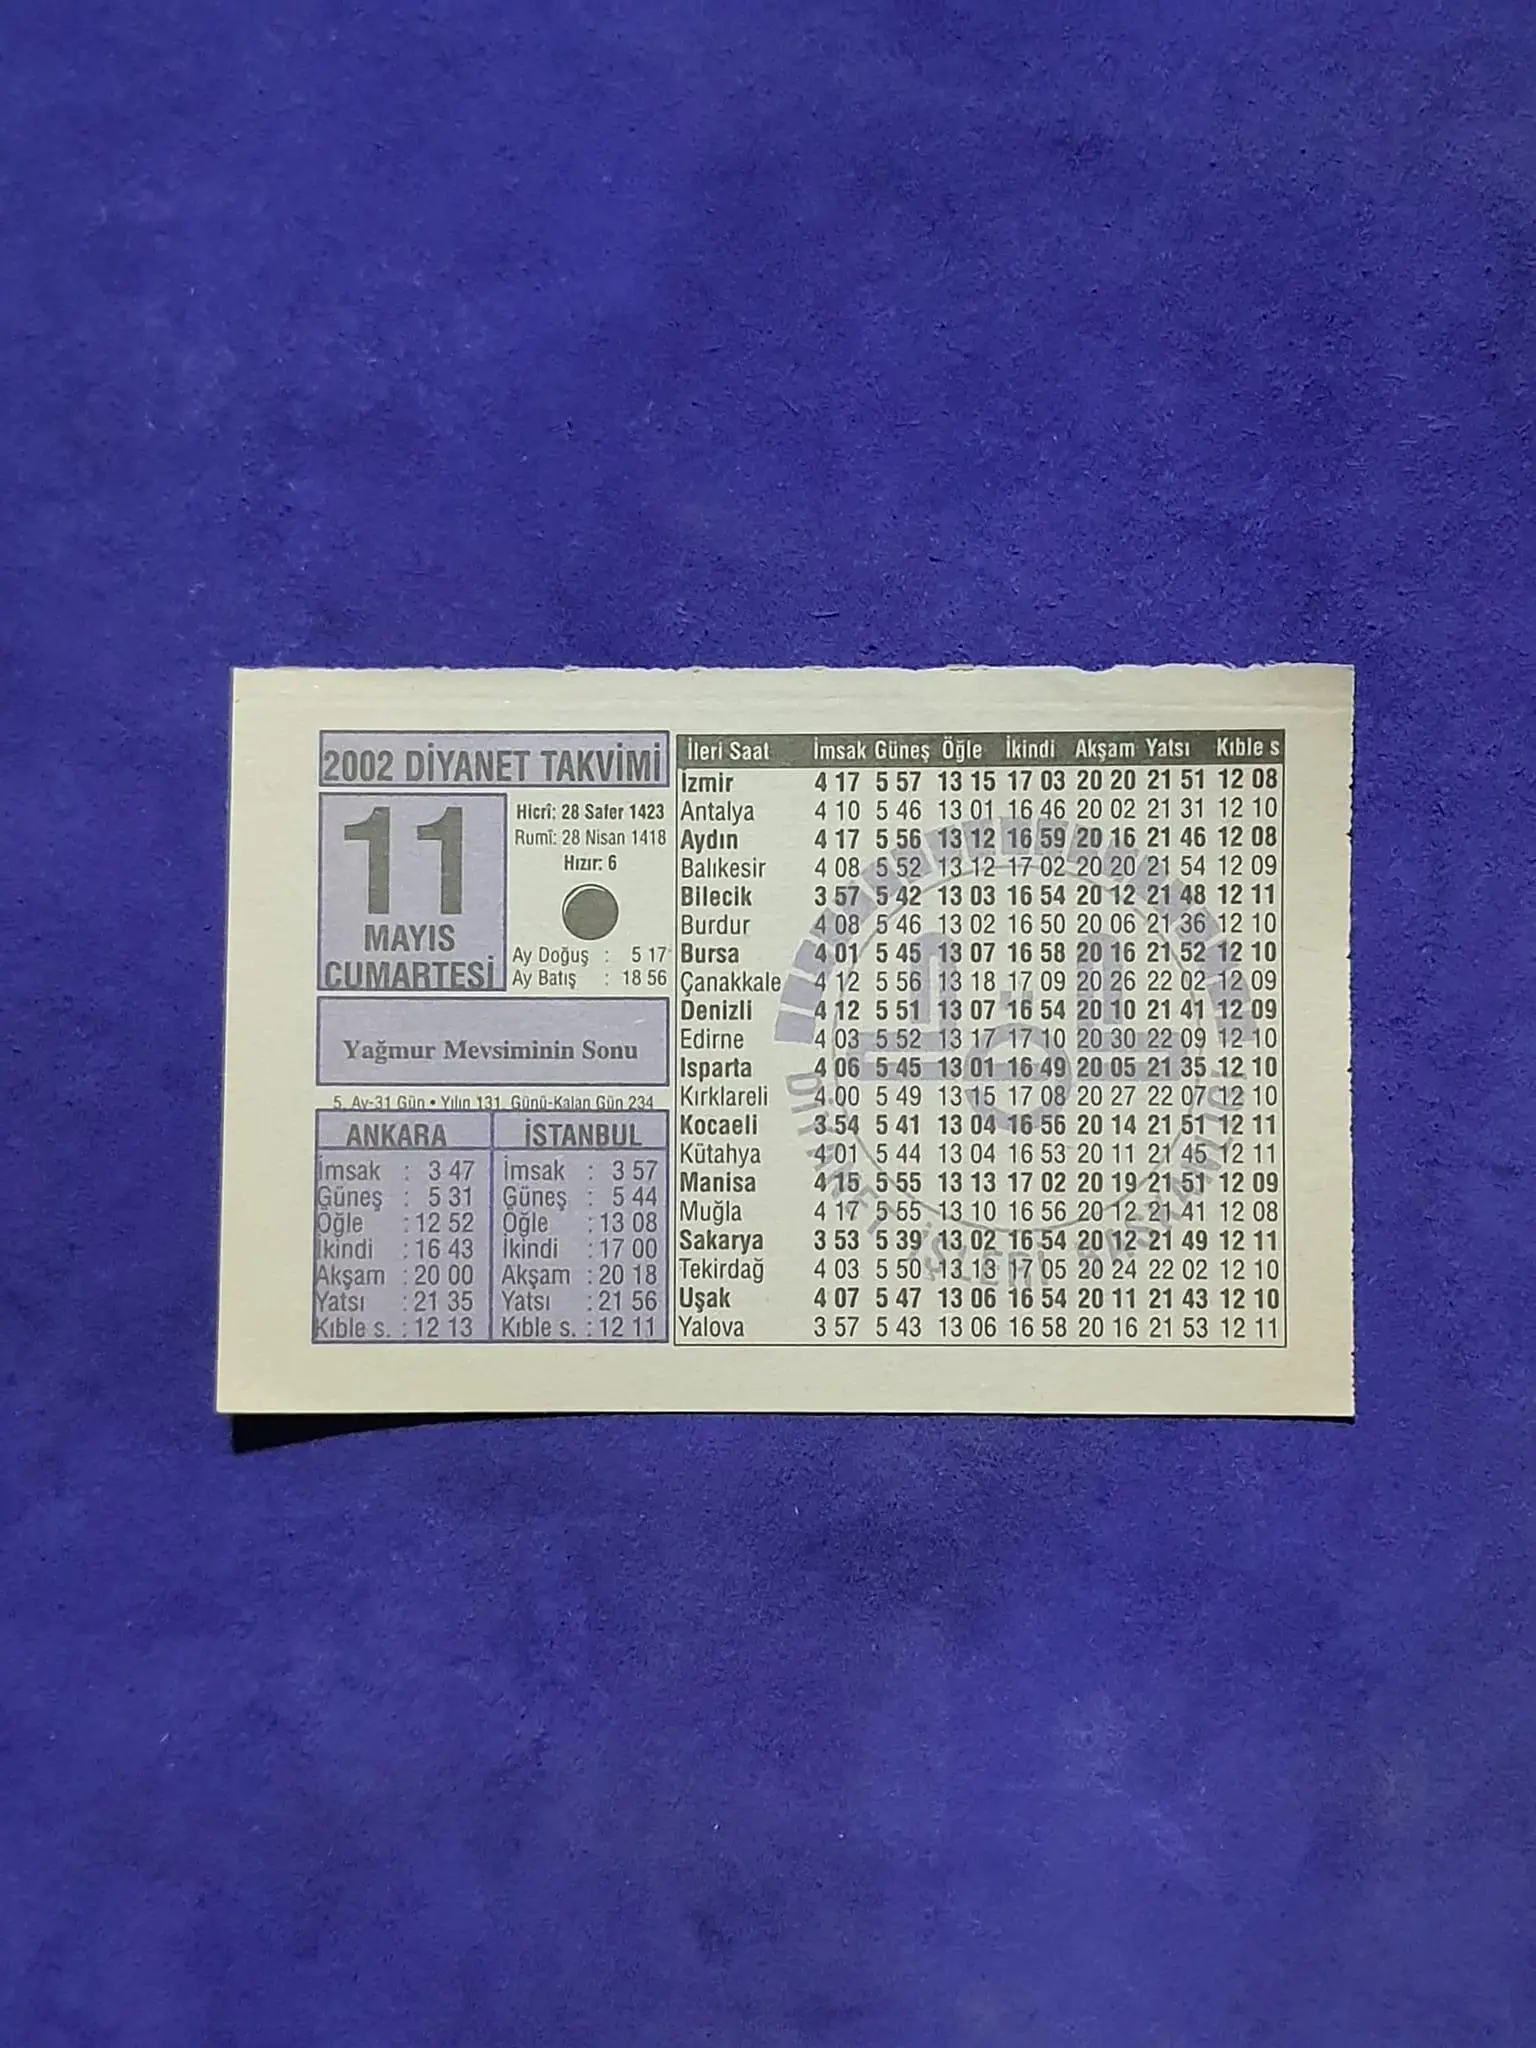 2002 DİYANET TAKVİMİ
11
MAYIS
CUMARTESİ
Hicrî: 28 Safer 1423
Rumî: 28 Nisan 1418
Hızır: 6
Ay Doğuş : 5 17
Ay Batış : 18 56
Yağmur Mevsiminin Sonu
5. Ay-31 Gün • Yılın 131. Günü-Kalan Gün 234
ANKARA
İmsak : 3 47
Güneş : 5 31
Öğle : 12 52
İkindi : 16 43
Akşam : 20 00
Yatsı : 21 35
Kıble s. : 12 13
İSTANBUL
İmsak : 3 57
Güneş : 5 44
Öğle : 13 08
İkindi : 17 00
Akşam : 20 18
Yatsı : 21 56
Kıble s. : 12 11
İleri Saat İmsak Güneş Öğle İkindi Akşam Yatsı Kıble s
İzmir 4 17 5 57 13 15 17 03 20 20 21 51 12 08
Antalya 4 10 5 46 13 01 16 46 20 02 21 31 12 10
Aydın 4 17 5 56 13 12 16 59 20 16 21 46 12 08
Balıkesir 4 08 5 52 13 12 17 02 20 20 21 54 12 09
Bilecik 3 57 5 42 13 03 16 54 20 12 21 48 12 11
Burdur 4 08 5 46 13 02 16 50 20 06 21 36 12 10
Bursa 4 01 5 45 13 07 16 58 20 16 21 52 12 10
Çanakkale 4 12 5 56 13 18 17 09 20 26 22 02 12 09
Denizli 4 12 5 51 13 07 16 54 20 10 21 41 12 09
Edirne 4 03 5 52 13 17 17 10 20 30 22 09 12 10
Isparta 4 06 5 45 13 01 16 49 20 05 21 35 12 10
Kırklareli 4 00 5 49 13 15 17 08 20 27 22 07 12 10
Kocaeli 3 54 5 41 13 04 16 56 20 14 21 51 12 11
Kütahya 4 01 5 44 13 04 16 53 20 11 21 45 12 11
Manisa 4 15 5 55 13 13 17 02 20 19 21 51 12 09
Muğla 4 17 5 55 13 10 16 56 20 12 21 41 12 08
Sakarya 3 53 5 39 13 02 16 54 20 12 21 49 12 11
Tekirdağ 4 03 5 50 13 13 17 05 20 24 22 02 12 10
Uşak 4 07 5 47 13 06 16 54 20 11 21 43 12 10
Yalova 3 57 5 43 13 06 16 58 20 16 21 53 12 11
DİYANET İŞLERİ BAŞKANLIĞI